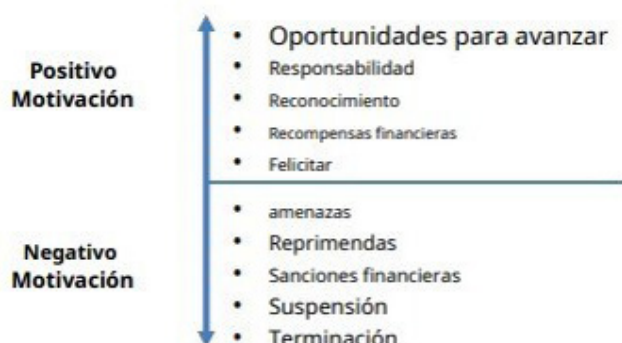 Positivo
Motivación
• Oportunidades para avanzar
• Responsabilidad
• Reconocimiento
• Recompensas financieras
• Felicitar
Negativo
Motivación
• amenazas
• Reprimendas
• Sanciones financieras
• Suspensión
• Terminación